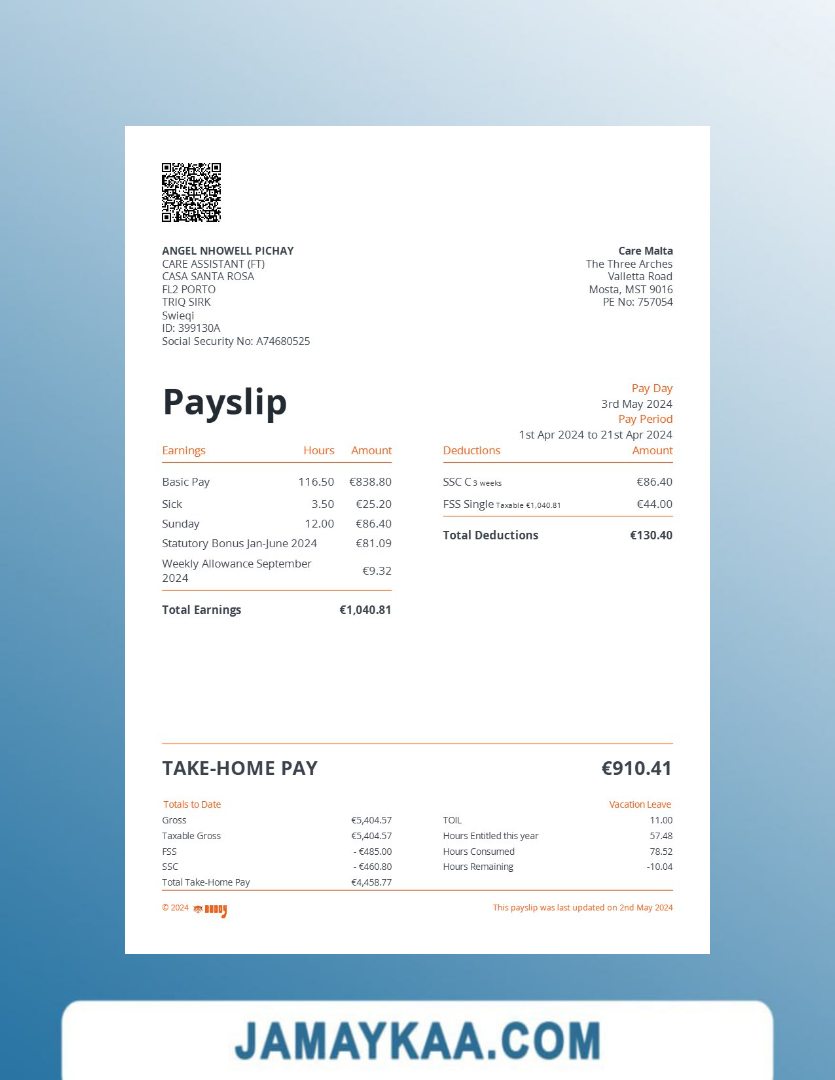 ANGEL NHOWELL PICHAY
CARE ASSISTANT (FT)
CASA SANTA ROSA
FL2 PORTO
TRIQ SIRK
Swieqi
ID: 399130A
Social Security No: A74680525
Care Malta
The Three Arches
Valletta Road
Mosta, MST 9016
PE No: 757054
Payslip
Pay Day
3rd May 2024
Pay Period
1st Apr 2024 to 21st Apr 2024
Earnings Hours Amount
Basic Pay 116.50 €838.80
Sick 3.50 €25.20
Sunday 12.00 €86.40
Statutory Bonus Jan-June 2024 €81.09
Weekly Allowance September
2024 €9.32
Total Earnings €1,040.81
Deductions Amount
SSC C 3 weeks €86.40
FSS Single Taxable €1,040.81 €44.00
Total Deductions €130.40
TAKE-HOME PAY €910.41
Totals to Date
Gross €5,404.57
Taxable Gross €5,404.57
FSS - €485.00
SSC - €460.80
Total Take-Home Pay €4,458.77
Vacation Leave
TOIL 11.00
Hours Entitled this year 57.48
Hours Consumed 78.52
Hours Remaining -10.04
© 2024
This payslip was last updated on 2nd May 2024
JAMAYKAA.COM